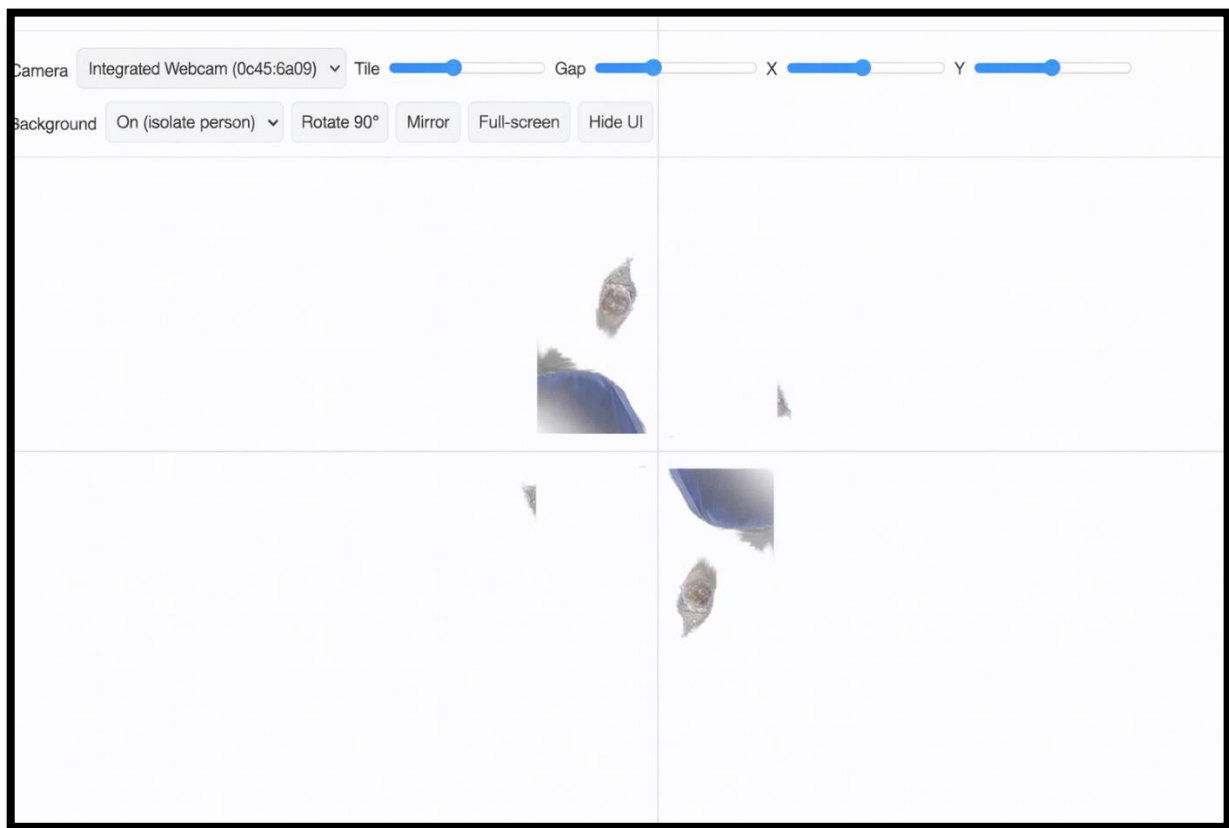 Camera Integrated Webcam (0c45:6a09) Tile Gap X Y
Background On (isolate person) Rotate 90° Mirror Full-screen Hide UI